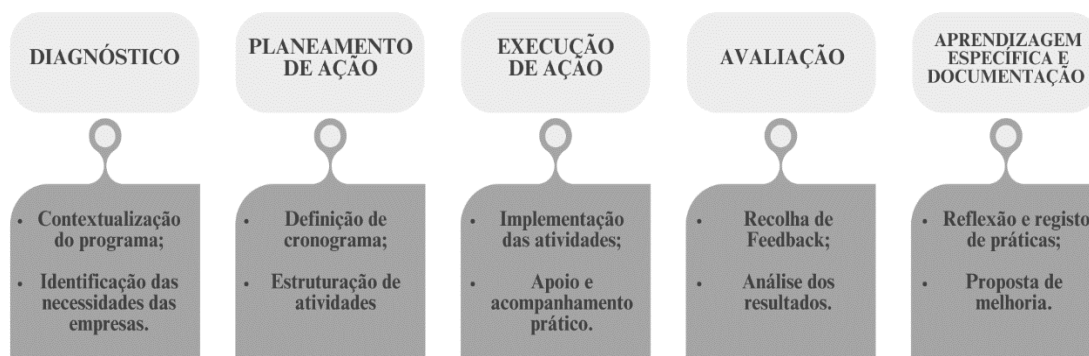 DIAGNÓSTICO
PLANEAMENTO
DE AÇÃO
EXECUÇÃO
DE AÇÃO
AVALIAÇÃO
APRENDIZAGEM
ESPECÍFICA E
DOCUMENTAÇÃO
• Contextualização
do programa;
• Identificação das
necessidades das
empresas.
• Definição de
cronograma;
• Estruturação de
atividades
• Implementação
das atividades;
• Apoio e
acompanhamento
prático.
• Recolha de
Feedback;
• Análise dos
resultados.
• Reflexão e registo
de práticas;
• Proposta de
melhoria.